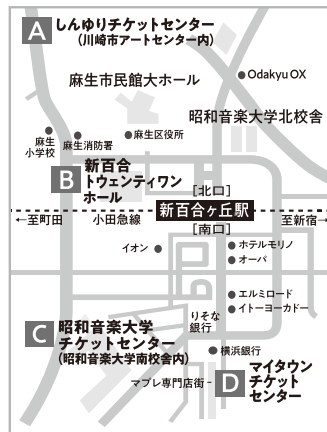 A しんゆりチケットセンター
(川崎市アートセンター内)
麻生市民館大ホール
Odakyu OX
昭和音楽大学北校舎
麻生
小学校
麻生消防署
麻生区役所
B 新百合
トウェンティワン
ホール
[北口]
新百合ヶ丘駅
←至町田
小田急線
至新宿→
[南口]
イオン
ホテルモリノ
オーパ
エルミロード
イトーヨーカドー
りそな
銀行
C 昭和音楽大学
チケットセンター
(昭和音楽大学南校舎内)
横浜銀行
マプレ専門店街
D マイタウン
チケット
センター